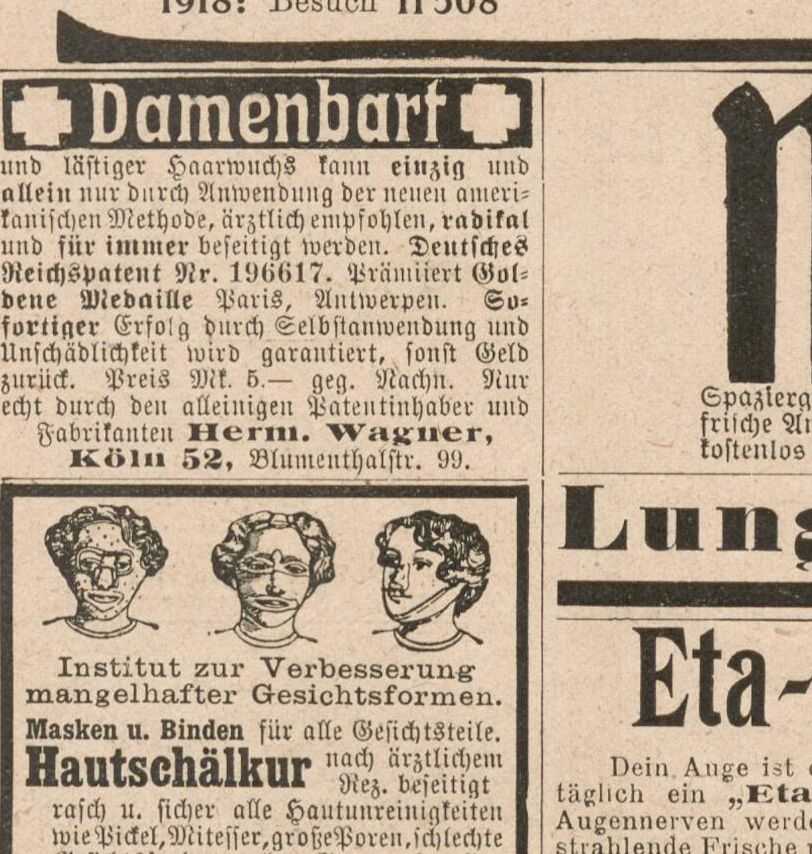 1918: Besuch 11 508
Damenbart
und lästiger Haarwuchs kann einzig und
allein nur durch Anwendung der neuen ameri-
kanischen Methode, ärztlich empfohlen, radikal
und für immer beseitigt werden. Deutsches
Reichspatent Nr. 196617. Prämiiert Gol-
dene Medaille Paris, Antwerpen. So-
fortiger Erfolg durch Selbstanwendung und
Unschädlichkeit wird garantiert, sonst Geld
zurück. Preis Mk. 5.— geg. Nachn. Nur
echt durch den alleinigen Patentinhaber und
Fabrikanten Herm. Wagner,
Köln 52, Blumenthalstr. 99.
Institut zur Verbesserung
mangelhafter Gesichtsformen.
Masken u. Binden für alle Gesichtsteile.
Hautschälkur nach ärztlichem
Rez. beseitigt
rasch u. sicher alle Hautunreinigkeiten
wie Pickel, Mitesser, große Poren, schlechte
Spazierg
frische
kostenlos
Lung
Eta-
Dein Auge ist
täglich ein „Eta
Augennerven werde
strahlende Frische